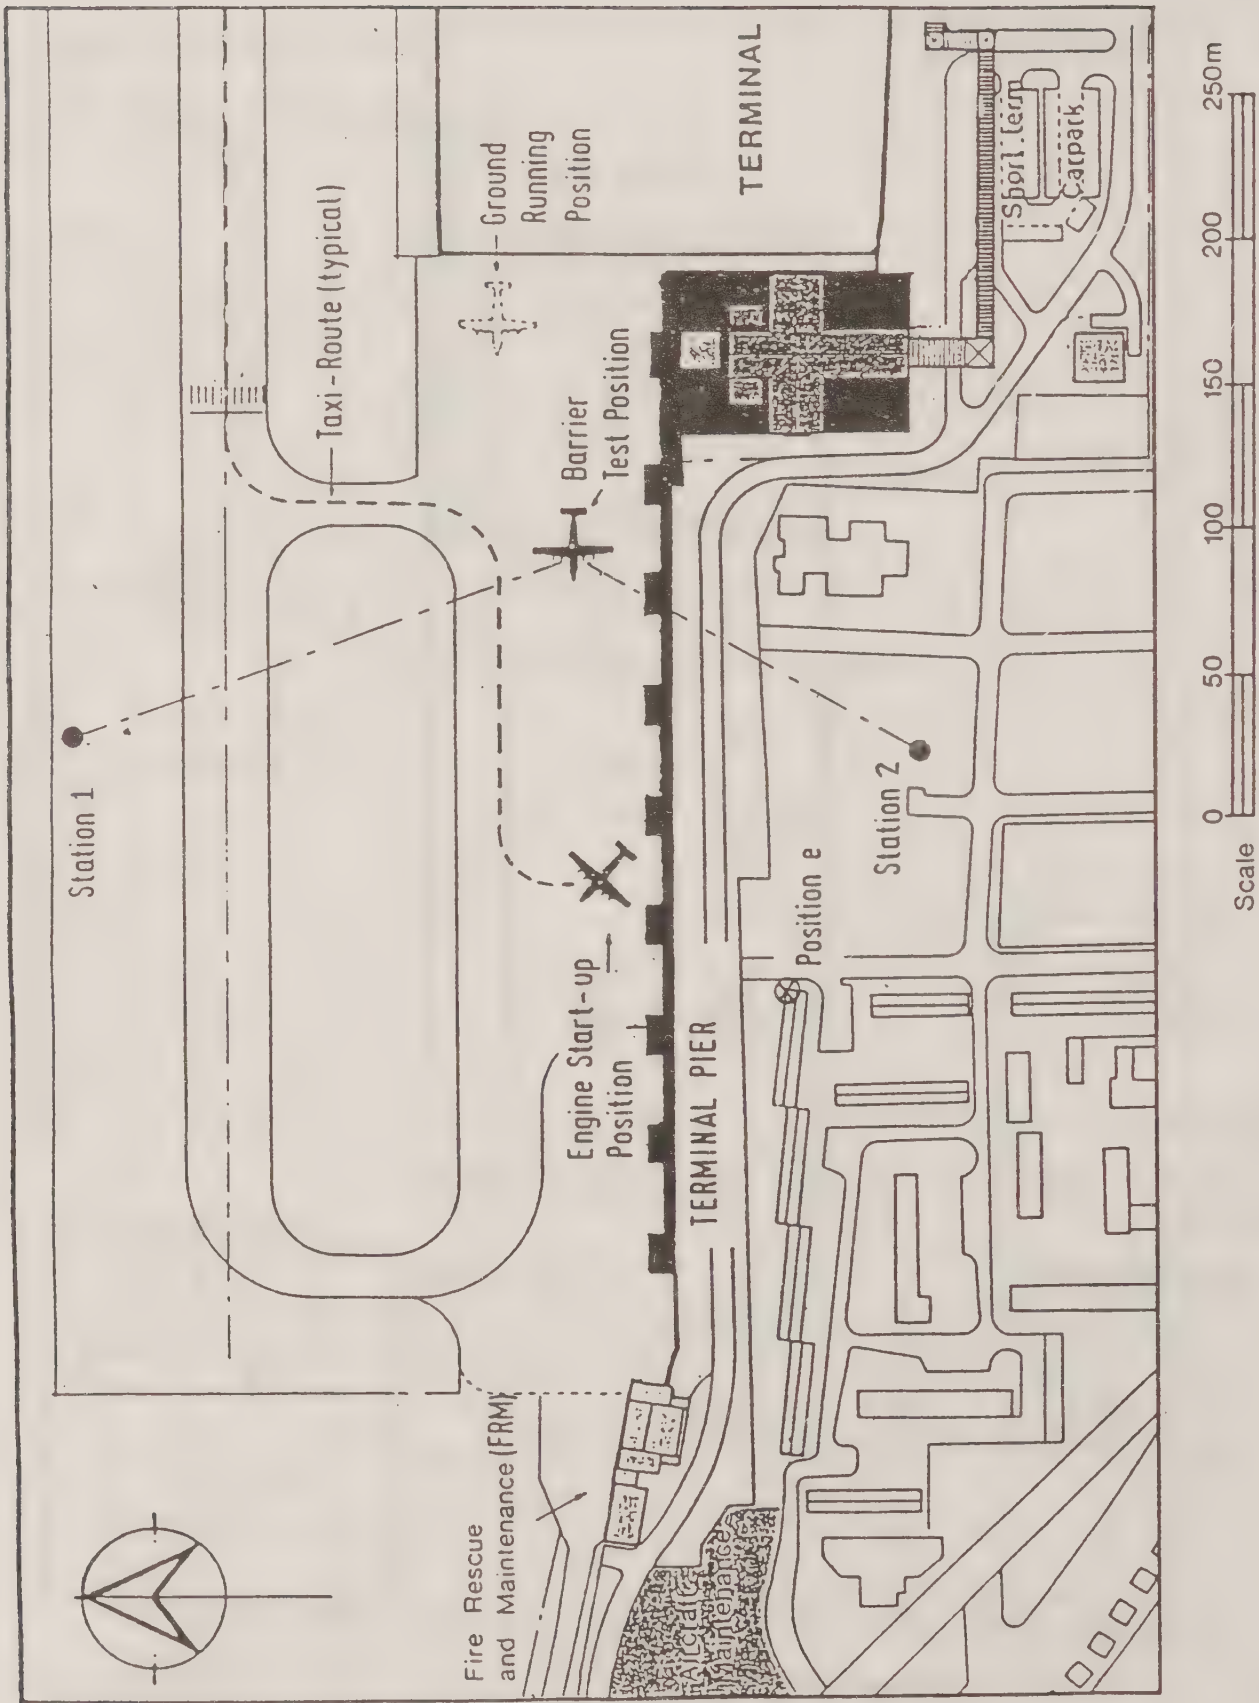 Station 1
Taxi-Route (typical)
Ground
Running
Position
Barrier
Test Position
TERMINAL
Engine Start-up
Position
Fire Rescue
and Maintenance (FRM)
TERMINAL PIER
Position e
Station 2
Aircraft
Maintenance
Short Term
Carpark
Scale
0
50
100
150
200
250m